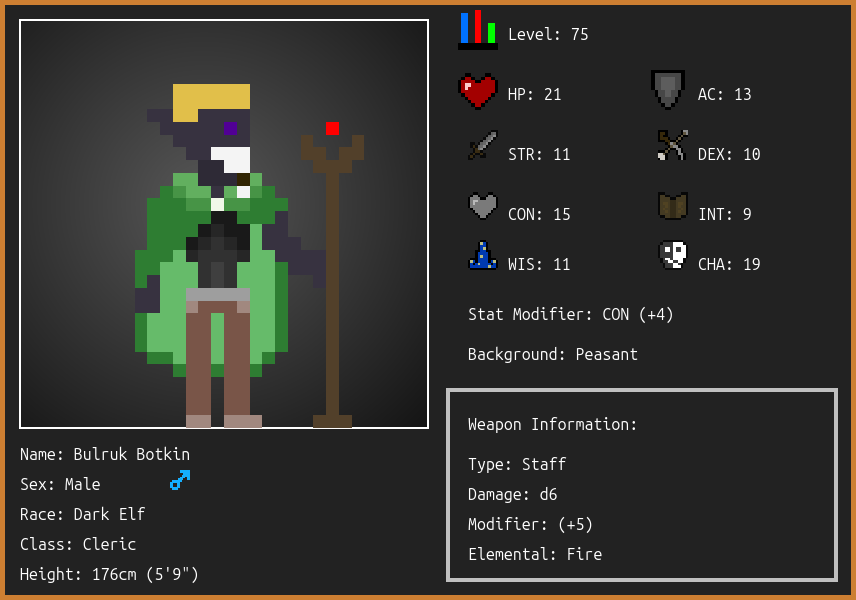 Level: 75
HP: 21
AC: 13
STR: 11
DEX: 10
CON: 15
INT: 9
WIS: 11
CHA: 19
Stat Modifier: CON (+4)
Background: Peasant
Weapon Information:
Type: Staff
Damage: d6
Modifier: (+5)
Elemental: Fire
Name: Bulruk Botkin
Sex: Male
Race: Dark Elf
Class: Cleric
Height: 176cm (5'9")